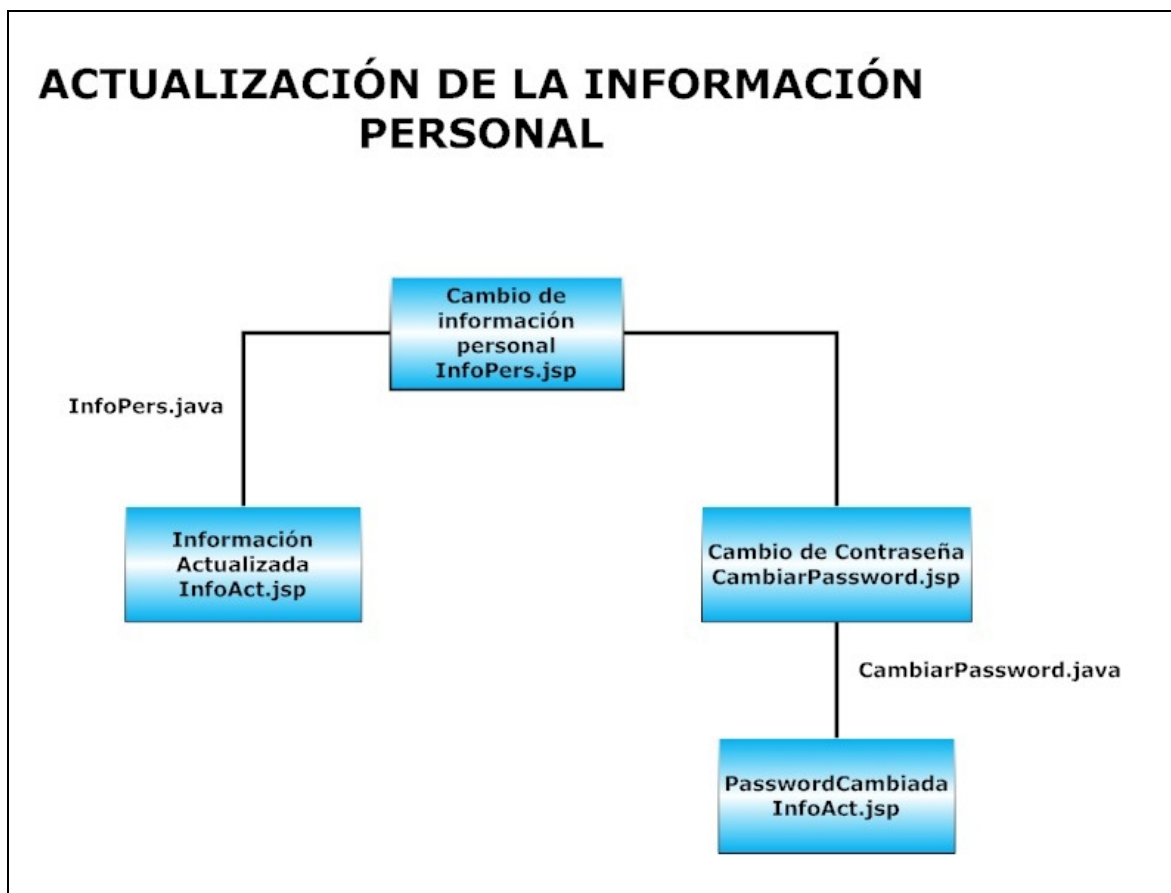 ACTUALIZACIÓN DE LA INFORMACIÓN
PERSONAL
Cambio de
información
personal
InfoPers.jsp
InfoPers.java
Información
Actualizada
InfoAct.jsp
Cambio de Contraseña
CambiarPassword.jsp
CambiarPassword.java
PasswordCambiada
InfoAct.jsp